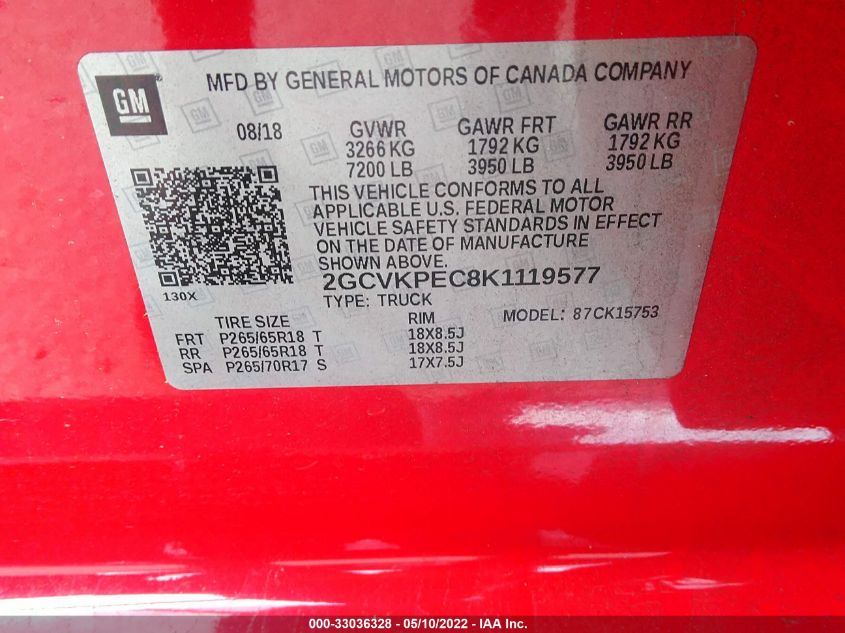 GM
MFD BY GENERAL MOTORS OF CANADA COMPANY
08/18 GVWR GAWR FRT GAWR RR
3266 KG 1792 KG 1792 KG
7200 LB 3950 LB 3950 LB
THIS VEHICLE CONFORMS TO ALL
APPLICABLE U.S. FEDERAL MOTOR
VEHICLE SAFETY STANDARDS IN EFFECT
ON THE DATE OF MANUFACTURE
SHOWN ABOVE.
2GCVKPEC8K1119577
130X
TYPE: TRUCK MODEL: 87CK15753
TIRE SIZE RIM
FRT P265/65R18 T 18X8.5J
RR P265/65R18 T 18X8.5J
SPA P265/70R17 S 17X7.5J
000-33036328 - 05/10/2022 - IAA Inc.